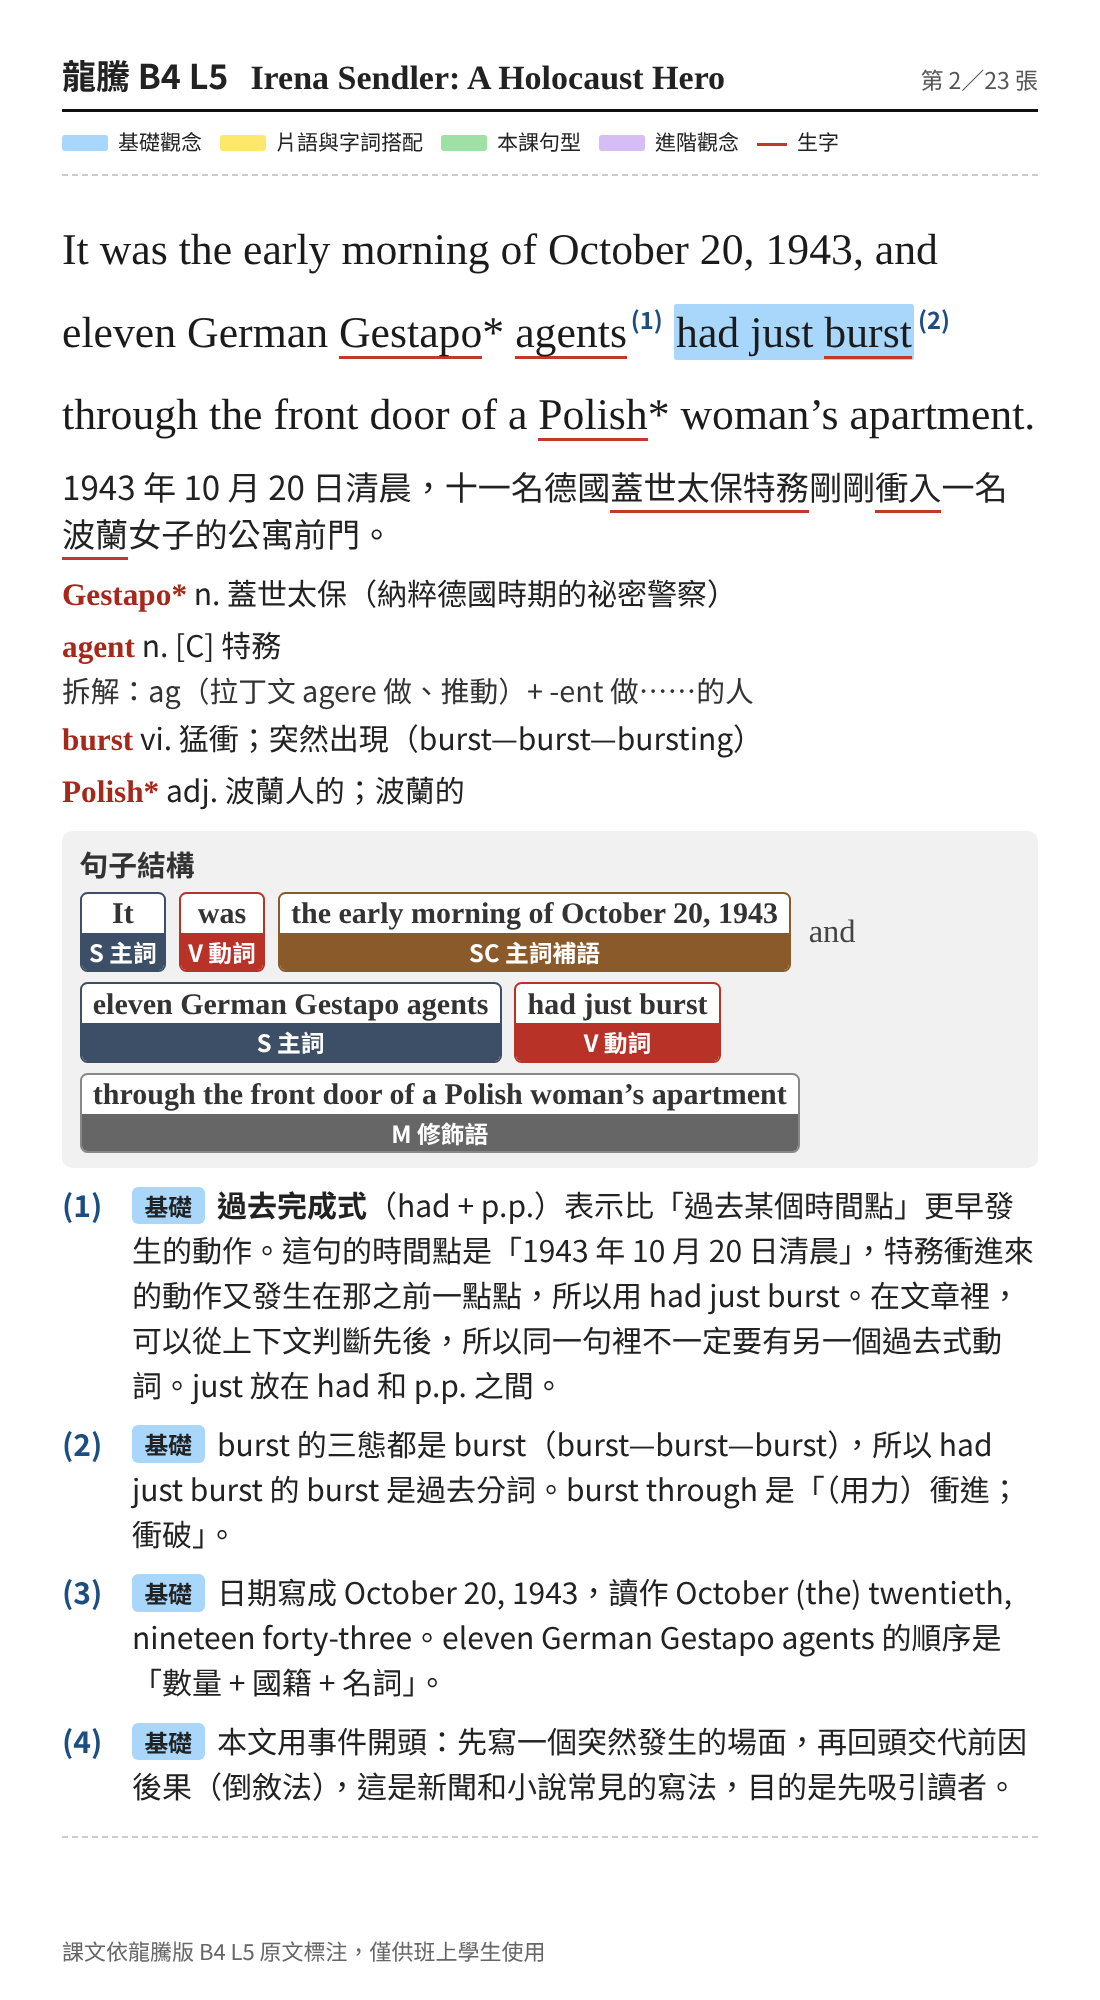 龍騰 B4 L5 Irena Sendler: A Holocaust Hero 第 2／23 張
基礎觀念 片語與字詞搭配 本課句型 進階觀念 生字
It was the early morning of October 20, 1943, and
eleven German Gestapo* agents(1) had just burst(2)
through the front door of a Polish* woman’s apartment.
1943 年 10 月 20 日清晨，十一名德國蓋世太保特務剛剛衝入一名
波蘭女子的公寓前門。
Gestapo* n. 蓋世太保（納粹德國時期的祕密警察）
agent n. [C] 特務
拆解：ag（拉丁文 agere 做、推動）+ -ent 做……的人
burst vi. 猛衝；突然出現（burst—burst—bursting）
Polish* adj. 波蘭人的；波蘭的
句子結構
It was the early morning of October 20, 1943 and
S 主詞 V 動詞 SC 主詞補語
eleven German Gestapo agents had just burst
S 主詞 V 動詞
through the front door of a Polish woman’s apartment
M 修飾語
(1) 基礎 過去完成式（had + p.p.）表示比「過去某個時間點」更早發
生的動作。這句的時間點是「1943 年 10 月 20 日清晨」，特務衝進來
的動作又發生在那之前一點點，所以用 had just burst。在文章裡，
可以從上下文判斷先後，所以同一句裡不一定要有另一個過去式動
詞。just 放在 had 和 p.p. 之間。
(2) 基礎 burst 的三態都是 burst（burst—burst—burst），所以 had
just burst 的 burst 是過去分詞。burst through 是「（用力）衝進；
衝破」。
(3) 基礎 日期寫成 October 20, 1943，讀作 October (the) twentieth,
nineteen forty-three。eleven German Gestapo agents 的順序是
「數量 + 國籍 + 名詞」。
(4) 基礎 本文用事件開頭：先寫一個突然發生的場面，再回頭交代前因
後果（倒敘法），這是新聞和小說常見的寫法，目的是先吸引讀者。
課文依龍騰版 B4 L5 原文標注，僅供班上學生使用